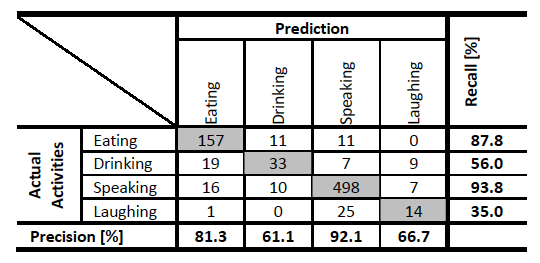 Prediction
Eating Drinking Speaking Laughing Recall [%]
Actual Activities
Eating 157 11 11 0 87.8
Drinking 19 33 7 9 56.0
Speaking 16 10 498 7 93.8
Laughing 1 0 25 14 35.0
Precision [%] 81.3 61.1 92.1 66.7